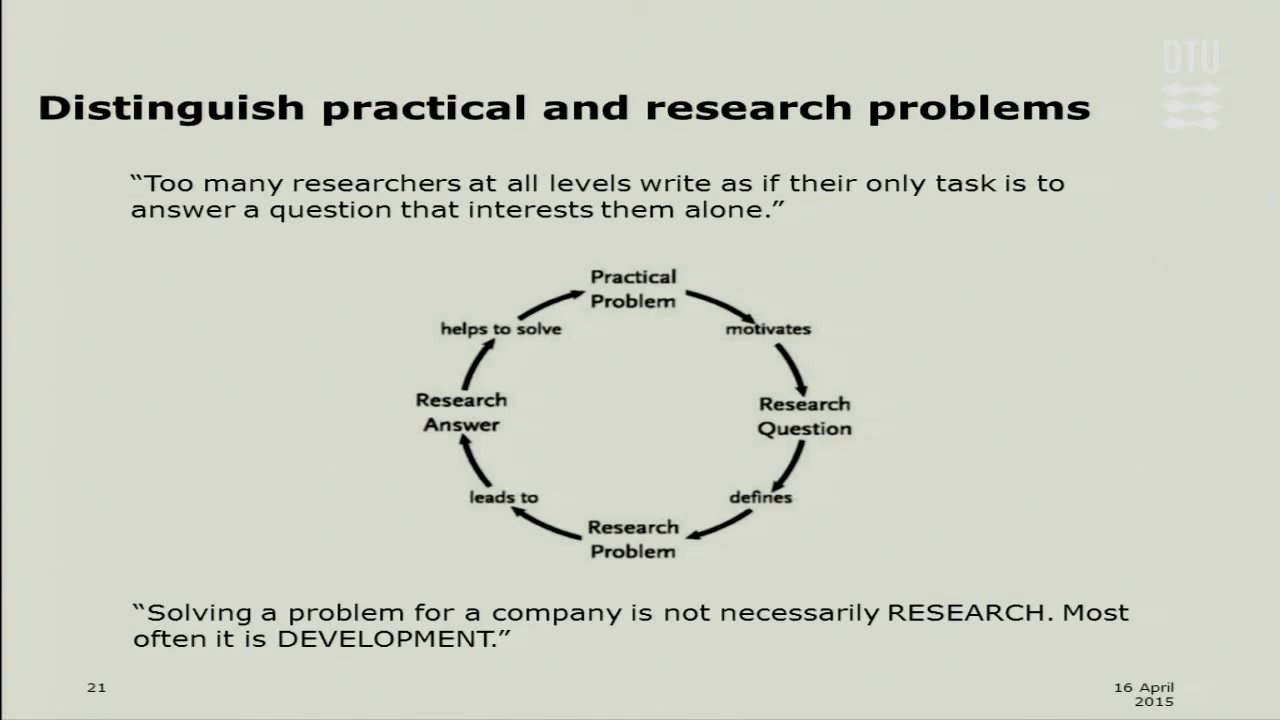 DTU
Distinguish practical and research problems
“Too many researchers at all levels write as if their only task is to
answer a question that interests them alone.”
Practical
Problem
helps to solve
motivates
Research
Answer
Research
Question
leads to
defines
Research
Problem
“Solving a problem for a company is not necessarily RESEARCH. Most
often it is DEVELOPMENT.”
21
16 April
2015